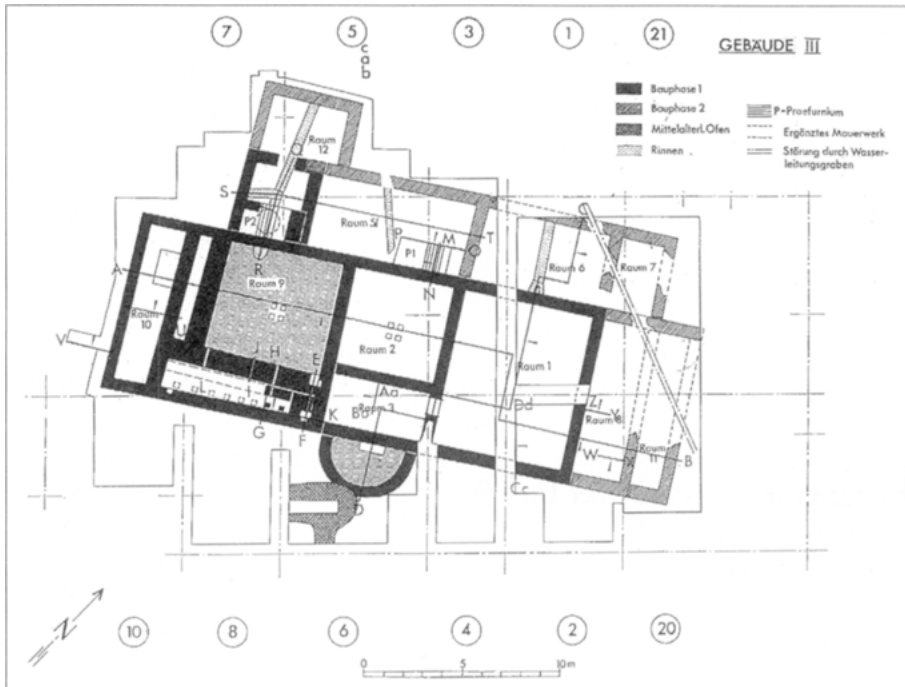 7 5 3 1 21
c
a
b
GEBÄUDE III
Bauphase 1
Bauphase 2
Mittelalterl. Ofen
Rinnen
P=Praefurnium
Ergänztes Mauerwerk
Störung durch Wasser-
leitungsgraben
Raum
12
S
P2
Raum 5
P
M
T
P1
Raum 6
Raum 7
R
N
A
Raum 9
Raum
10
V
U
Raum 2
Raum 1
J
H
E
L
A
Raum 3
B
K
Dd
Z
Y
Raum
8
G
F
W
X
Raum
11
B
D
Cc
N
10 8 6 4 2 20
0 5 10 m